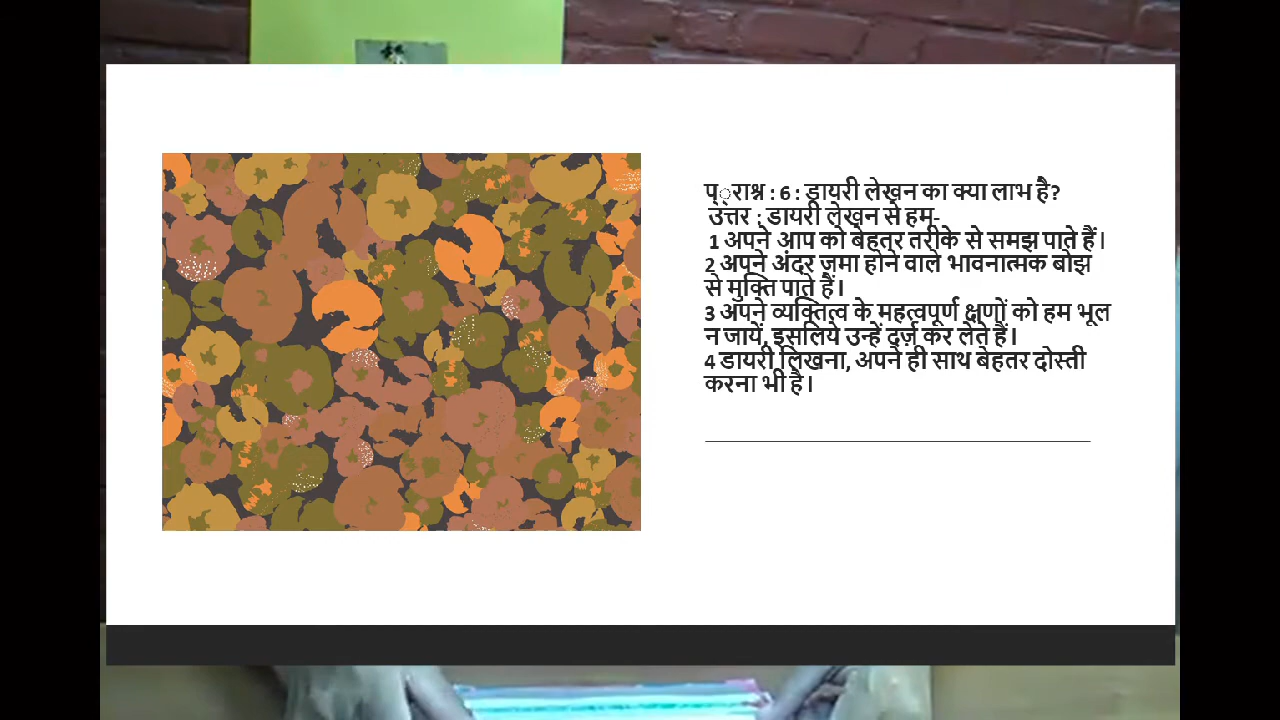 प््राश्न : 6 : डायरी लेखन का क्या लाभ है?
उत्तर : डायरी लेखन से हम-
1 अपने आप को बेहतर तरीके से समझ पाते हैं।
2 अपने अंदर जमा होने वाले भावनात्मक बोझ
से मुक्ति पाते हैं।
3 अपने व्यक्तित्व के महत्वपूर्ण क्षणों को हम भूल
न जायें, इसलिये उन्हें दर्ज़ कर लेते हैं।
4 डायरी लिखना, अपने ही साथ बेहतर दोस्ती
करना भी है।